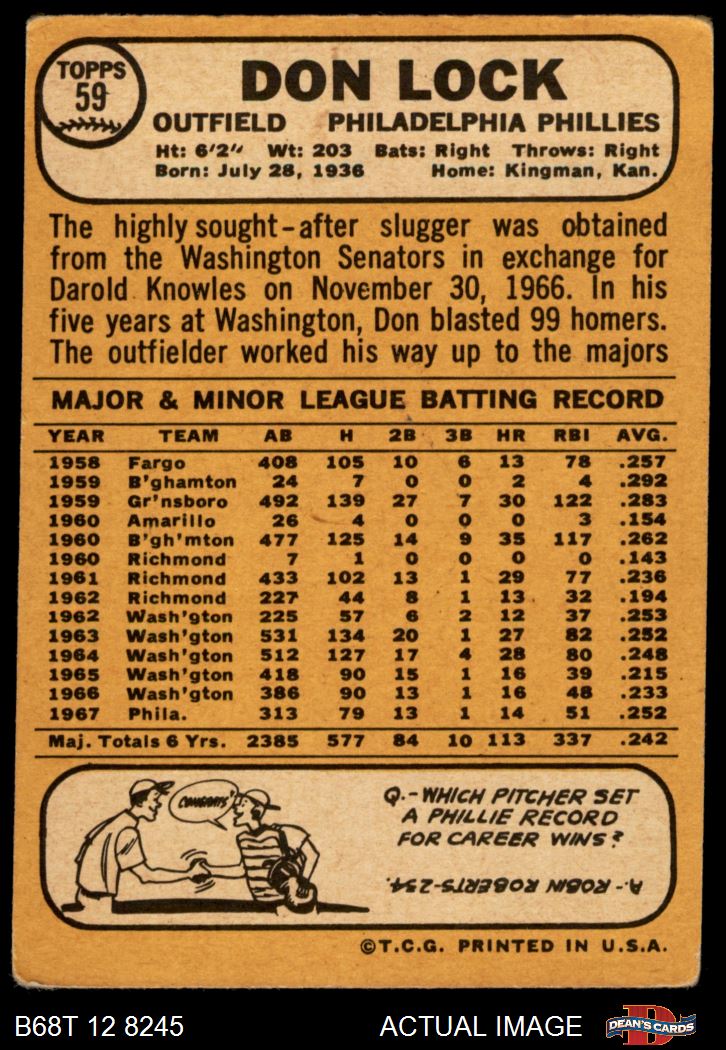 TOPPS
59
DON LOCK
OUTFIELD PHILADELPHIA PHILLIES
Ht: 6'2" Wt: 203 Bats: Right Throws: Right
Born: July 28, 1936 Home: Kingman, Kan.
The highly sought-after slugger was obtained
from the Washington Senators in exchange for
Darold Knowles on November 30, 1966. In his
five years at Washington, Don blasted 99 homers.
The outfielder worked his way up to the majors
MAJOR & MINOR LEAGUE BATTING RECORD
YEAR TEAM AB H 2B 3B HR RBI AVG.
1958 Fargo 408 105 10 6 13 78 .257
1959 B'ghamton 24 7 0 0 2 4 .292
1959 Gr'nsboro 492 139 27 7 30 122 .283
1960 Amarillo 26 4 0 0 0 3 .154
1960 B'gh'mton 477 125 14 9 35 117 .262
1960 Richmond 7 1 0 0 0 0 .143
1961 Richmond 433 102 13 1 29 77 .236
1962 Richmond 227 44 8 1 13 32 .194
1962 Wash'gton 225 57 6 2 12 37 .253
1963 Wash'gton 531 134 20 1 27 82 .252
1964 Wash'gton 512 127 17 4 28 80 .248
1965 Wash'gton 418 90 15 1 16 39 .215
1966 Wash'gton 386 90 13 1 16 48 .233
1967 Phila. 313 79 13 1 14 51 .252
Maj. Totals 6 Yrs. 2385 577 84 10 113 337 .242
CONGRATS
Q.-WHICH PITCHER SET
A PHILLIE RECORD
FOR CAREER WINS?
A.-ROBIN ROBERTS-234.
©T.C.G. PRINTED IN U.S.A.
B68T 12 8245 ACTUAL IMAGE
D
DEAN'S CARDS